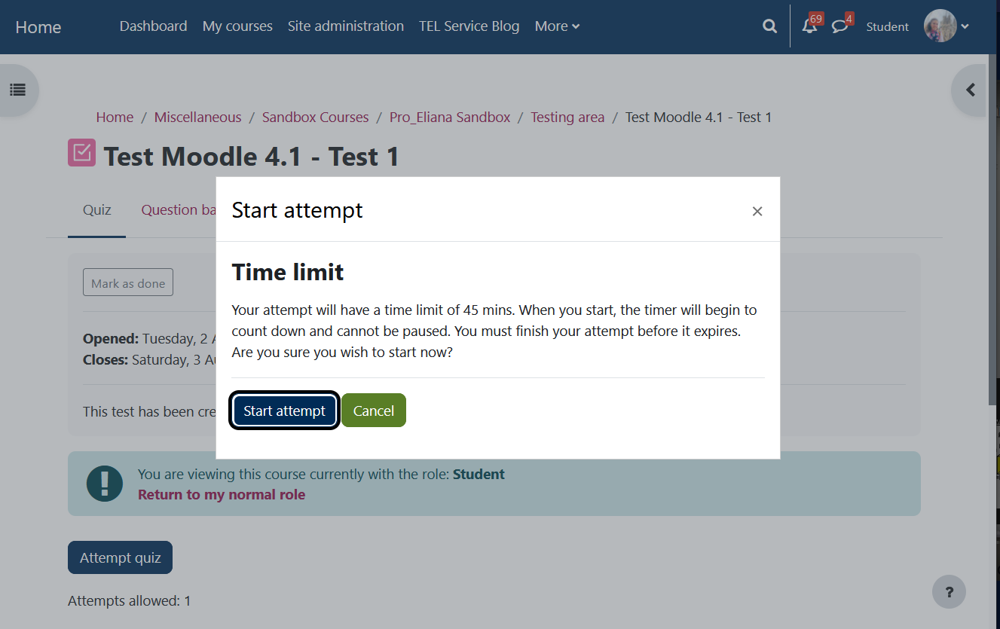 Home Dashboard My courses Site administration TEL Service Blog More 69 4 Student
Home / Miscellaneous / Sandbox Courses / Pro_Eliana Sandbox / Testing area / Test Moodle 4.1 - Test 1
Test Moodle 4.1 - Test 1
Quiz Question ba
Start attempt ×
Time limit
Your attempt will have a time limit of 45 mins. When you start, the timer will begin to
count down and cannot be paused. You must finish your attempt before it expires.
Are you sure you wish to start now?
Start attempt Cancel
Mark as done
Opened: Tuesday, 2
Closes: Saturday, 3
This test has been cre
You are viewing this course currently with the role: Student
Return to my normal role
Attempt quiz
Attempts allowed: 1
?